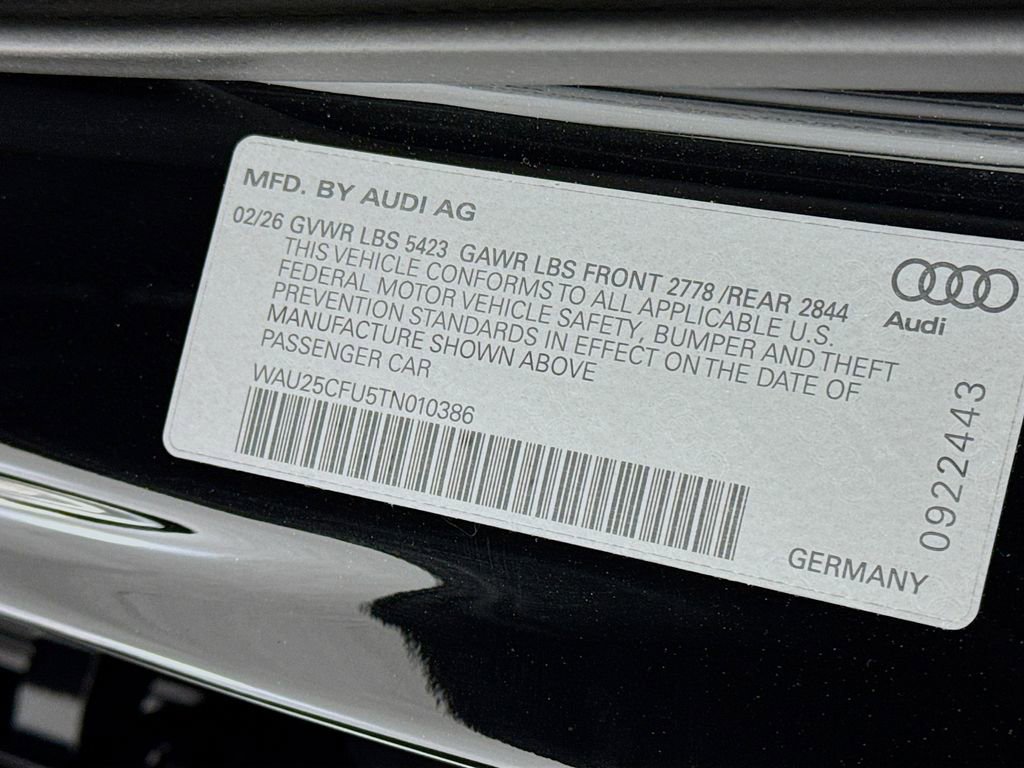 MFD. BY AUDI AG
02/26 GVWR LBS 5423 GAWR LBS FRONT 2778 /REAR 2844
THIS VEHICLE CONFORMS TO ALL APPLICABLE U.S.
FEDERAL MOTOR VEHICLE SAFETY, BUMPER AND THEFT
PREVENTION STANDARDS IN EFFECT ON THE DATE OF
MANUFACTURE SHOWN ABOVE
PASSENGER CAR
WAU25CFU5TN010386
Audi
0922443
GERMANY